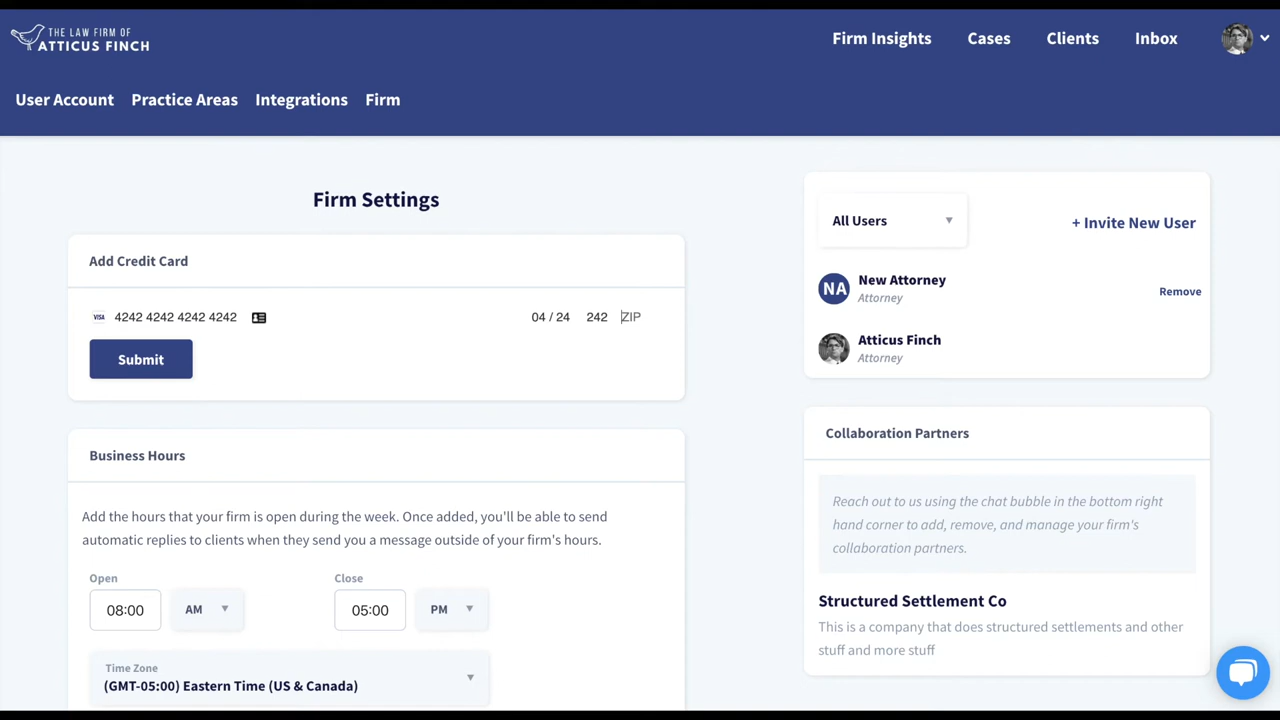 THE LAW FIRM OF
ATTICUS FINCH
Firm Insights
Cases
Clients
Inbox
User Account
Practice Areas
Integrations
Firm
Firm Settings
Add Credit Card
VISA 4242 4242 4242 4242 04 / 24 242 ZIP
Submit
Business Hours
Add the hours that your firm is open during the week. Once added, you'll be able to send
automatic replies to clients when they send you a message outside of your firm's hours.
Open
Close
08:00 AM
05:00 PM
Time Zone
(GMT-05:00) Eastern Time (US & Canada)
All Users
+ Invite New User
NA
New Attorney
Attorney
Remove
Atticus Finch
Attorney
Collaboration Partners
Reach out to us using the chat bubble in the bottom right
hand corner to add, remove, and manage your firm's
collaboration partners.
Structured Settlement Co
This is a company that does structured settlements and other
stuff and more stuff